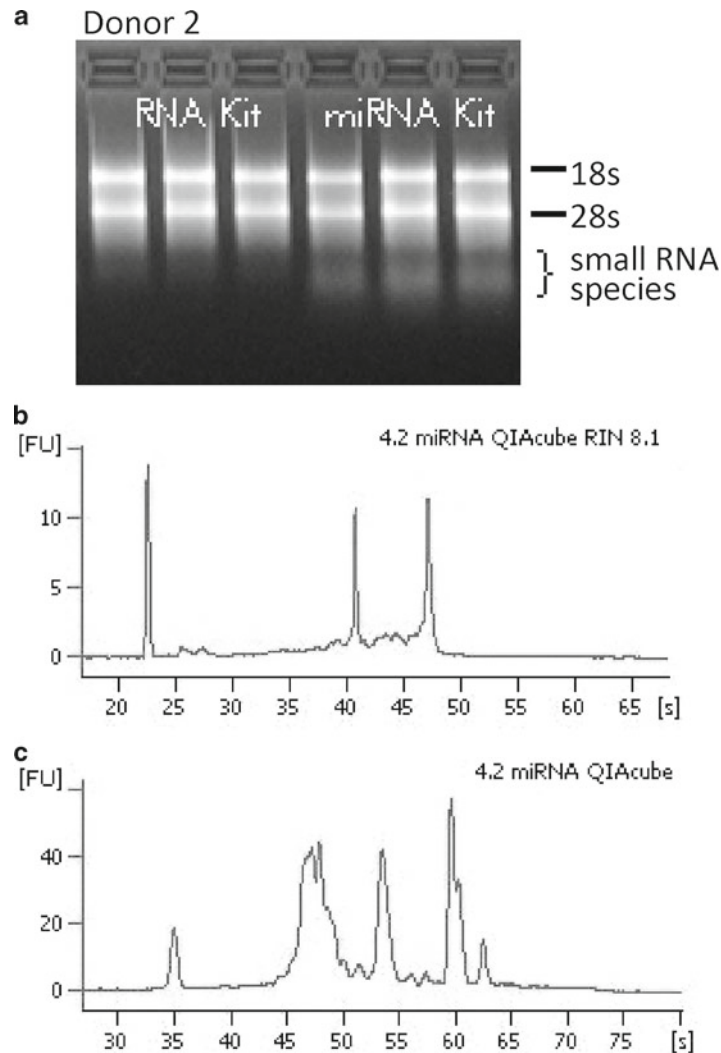 a
Donor 2
RNA Kit miRNA Kit
18s
28s
small RNA
species
b
[FU]
4.2 miRNA QIAcube RIN 8.1
10
5
0
20 25 30 35 40 45 50 55 60 65 [s]
c
[FU]
4.2 miRNA QIAcube
40
20
0
30 35 40 45 50 55 60 65 70 75 [s]